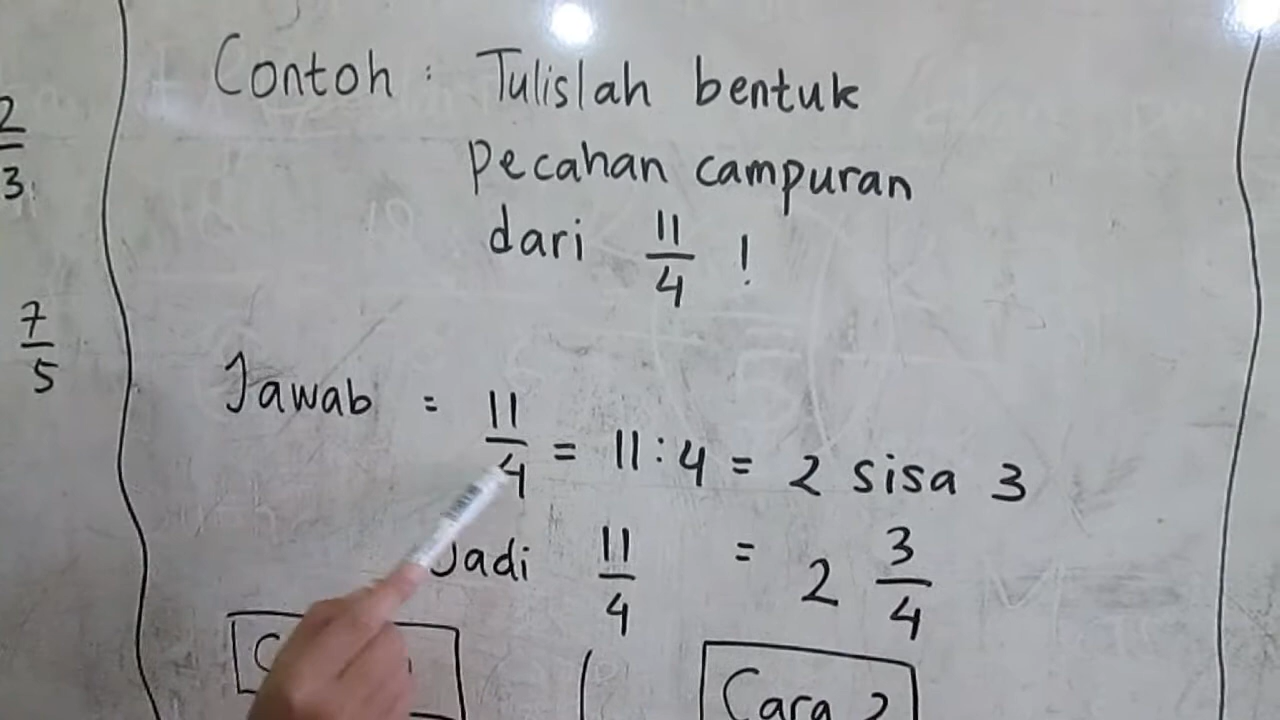 2/3
7/5
Contoh : Tulislah bentuk
pecahan campuran
dari 11/4 !
Jawab = 11/4 = 11:4 = 2 sisa 3
Jadi 11/4 = 2 3/4
Cara 2